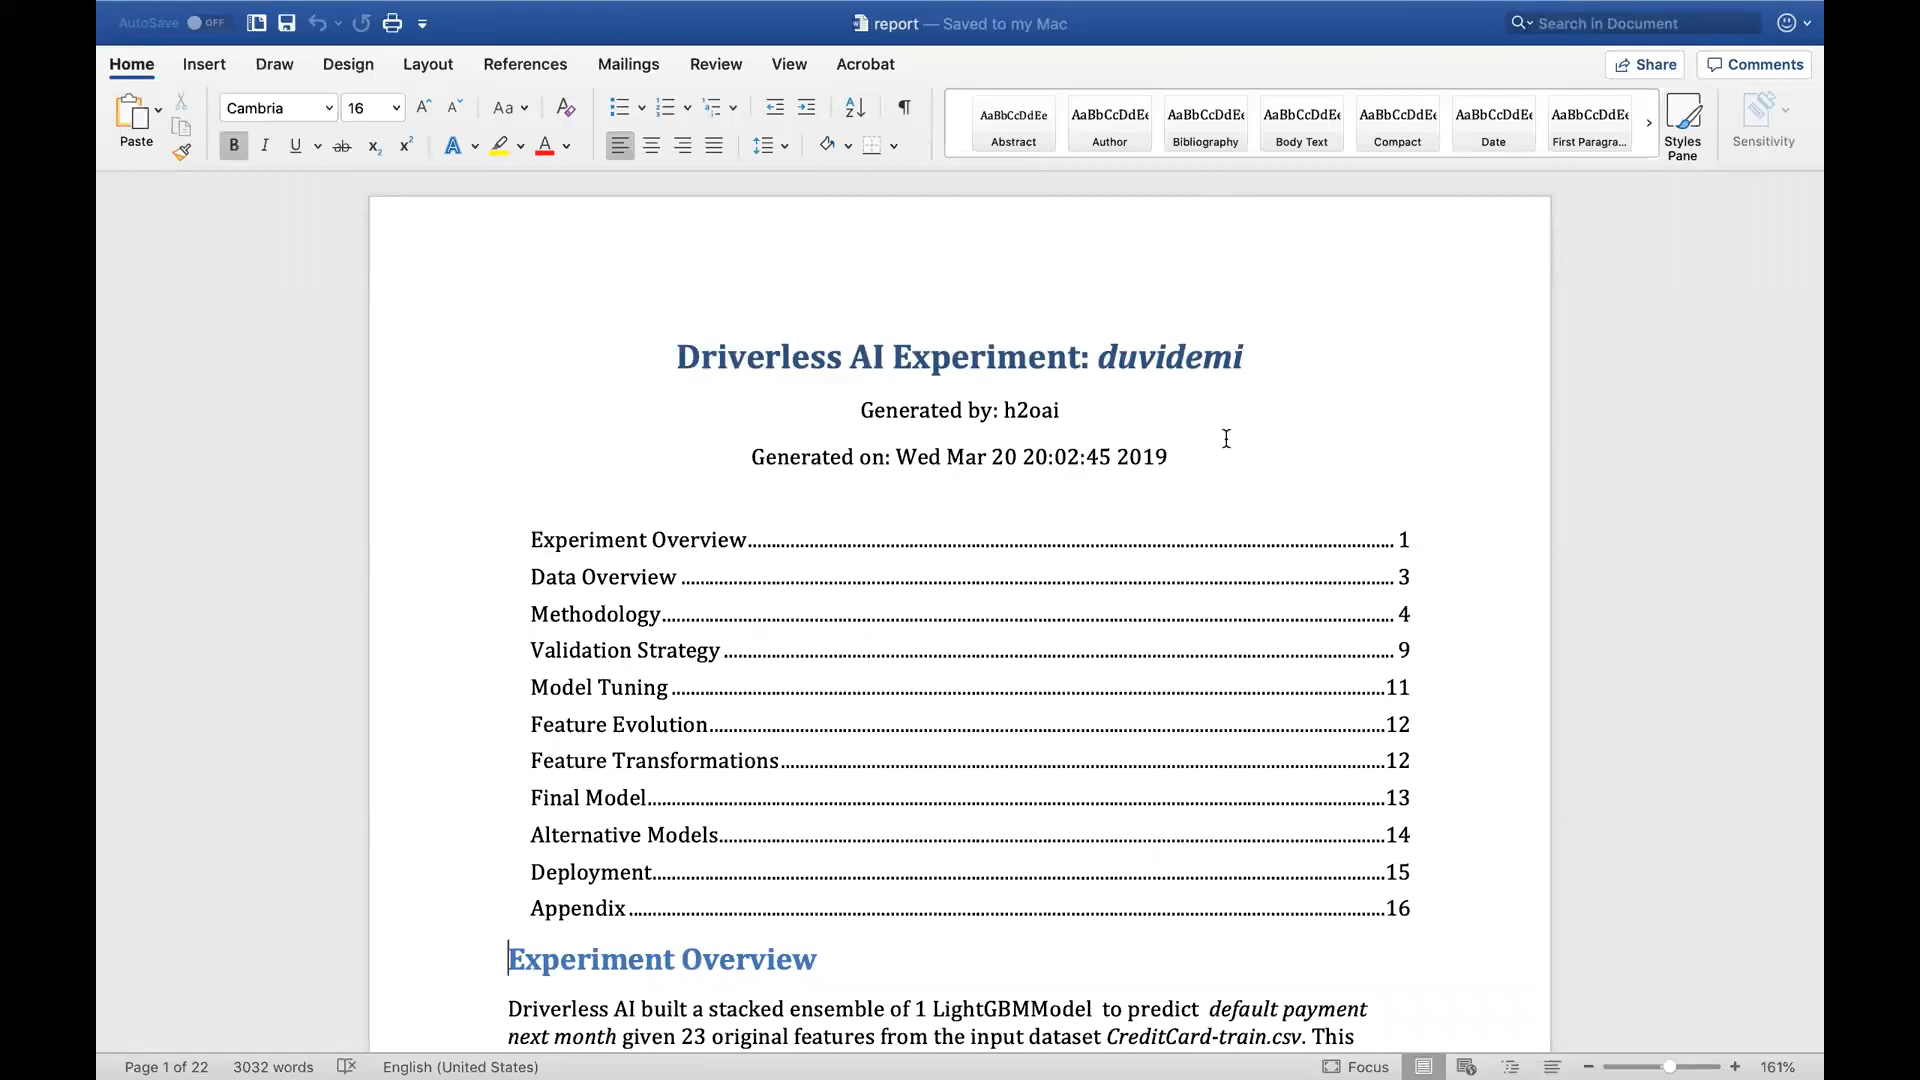 AutoSave OFF report — Saved to my Mac Search in Document
Home Insert Draw Design Layout References Mailings Review View Acrobat Share Comments
Paste Cambria 16 Aa
AaBbCcDdEe AaBbCcDdEe AaBbCcDdEe AaBbCcDdEe AaBbCcDdEe AaBbCcDdEe AaBbCcDdEe
Abstract Author Bibliography Body Text Compact Date First Paragra...
Styles Pane Sensitivity
Driverless AI Experiment: duvidemi
Generated by: h2oai
Generated on: Wed Mar 20 20:02:45 2019
Experiment Overview 1
Data Overview 3
Methodology 4
Validation Strategy 9
Model Tuning 11
Feature Evolution 12
Feature Transformations 12
Final Model 13
Alternative Models 14
Deployment 15
Appendix 16
Experiment Overview
Driverless AI built a stacked ensemble of 1 LightGBMModel to predict default payment
next month given 23 original features from the input dataset CreditCard-train.csv. This
Page 1 of 22 3032 words English (United States) Focus 161%